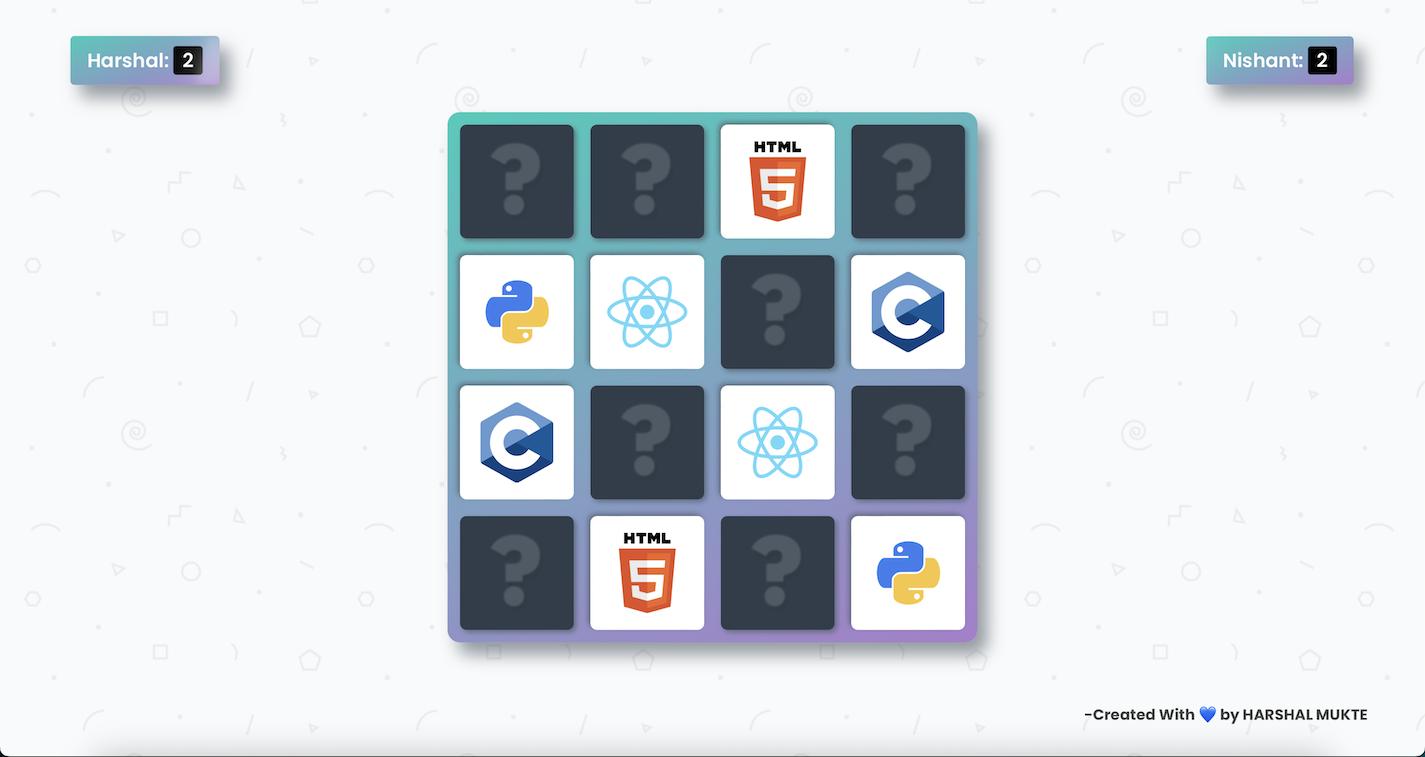 Harshal: 2
Nishant: 2
? ? HTML 5 ?
? C
C ? ?
? HTML 5 ?
-Created With 💙 by HARSHAL MUKTE